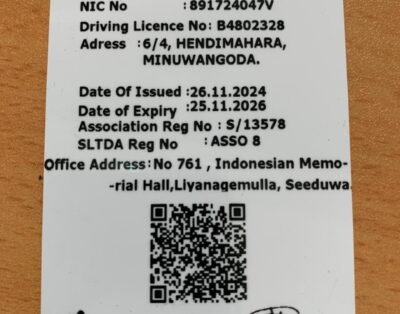 NIC No :891724047V
Driving Licence No: B4802328
Adress :6/4, HENDIMAHARA,
MINUWANGODA.
Date Of Issued :26.11.2024
Date of Expiry :25.11.2026
Association Reg No : S/13578
SLTDA Reg No : ASSO 8
Office Address:No 761 , Indonesian Memo-
-rial Hall,Liyanagemulla, Seeduwa